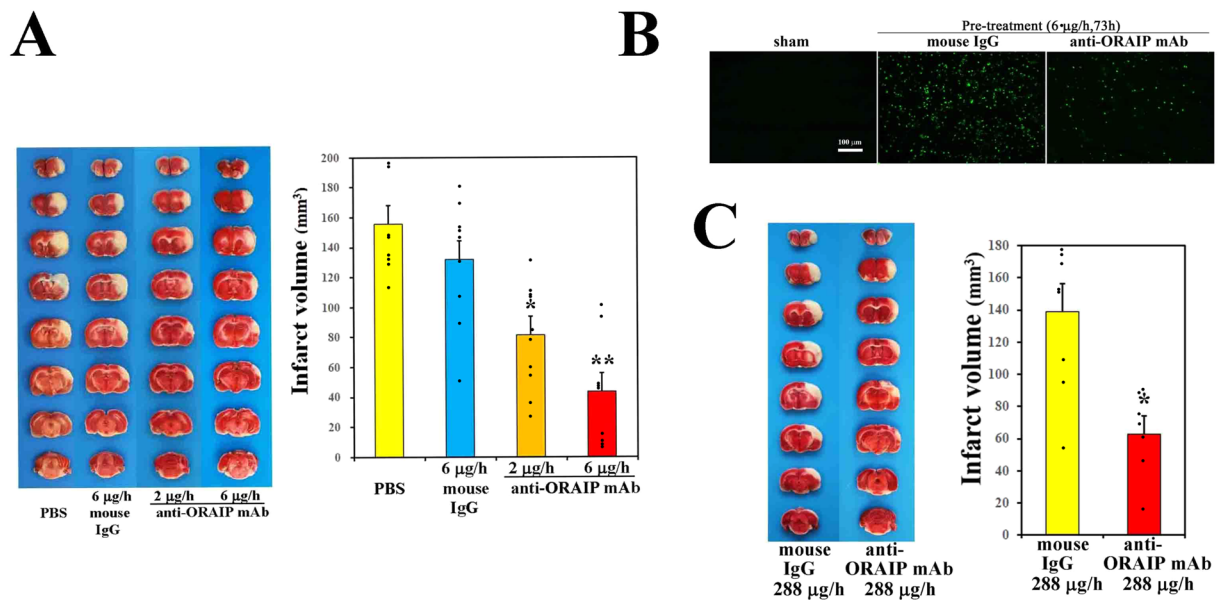 A
B
Pre-treatment (6•μg/h,73h)
sham
mouse IgG
anti-ORAIP mAb
100 μm
PBS
6 μg/h
mouse
IgG
2 μg/h
6 μg/h
anti-ORAIP mAb
Infarct volume (mm³)
200
180
160
140
120
100
80
60
40
20
0
*
**
PBS
6 μg/h
mouse
IgG
2 μg/h
6 μg/h
anti-ORAIP mAb
C
mouse
IgG
288 μg/h
anti-
ORAIP mAb
288 μg/h
Infarct volume (mm³)
180
160
140
120
100
80
60
40
20
0
*
mouse
IgG
288 μg/h
anti-
ORAIP mAb
288 μg/h